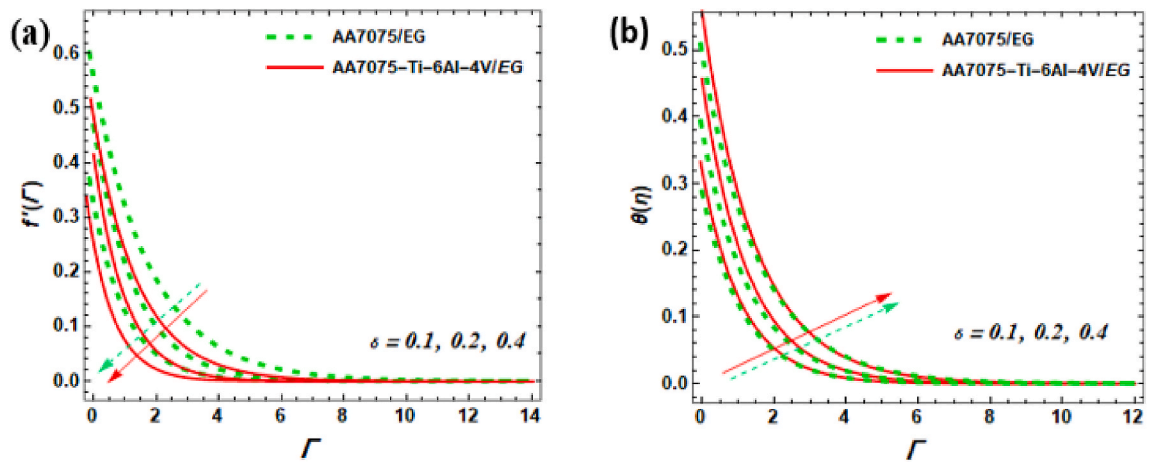 (a)
AA7075/EG
AA7075–Ti–6Al–4V/EG
f'(Γ)
0.6
0.5
0.4
0.3
0.2
0.1
0.0
δ = 0.1, 0.2, 0.4
0 2 4 6 8 10 12 14
Γ
(b)
AA7075/EG
AA7075–Ti–6Al–4V/EG
θ(η)
0.5
0.4
0.3
0.2
0.1
0.0
δ = 0.1, 0.2, 0.4
0 2 4 6 8 10 12
Γ